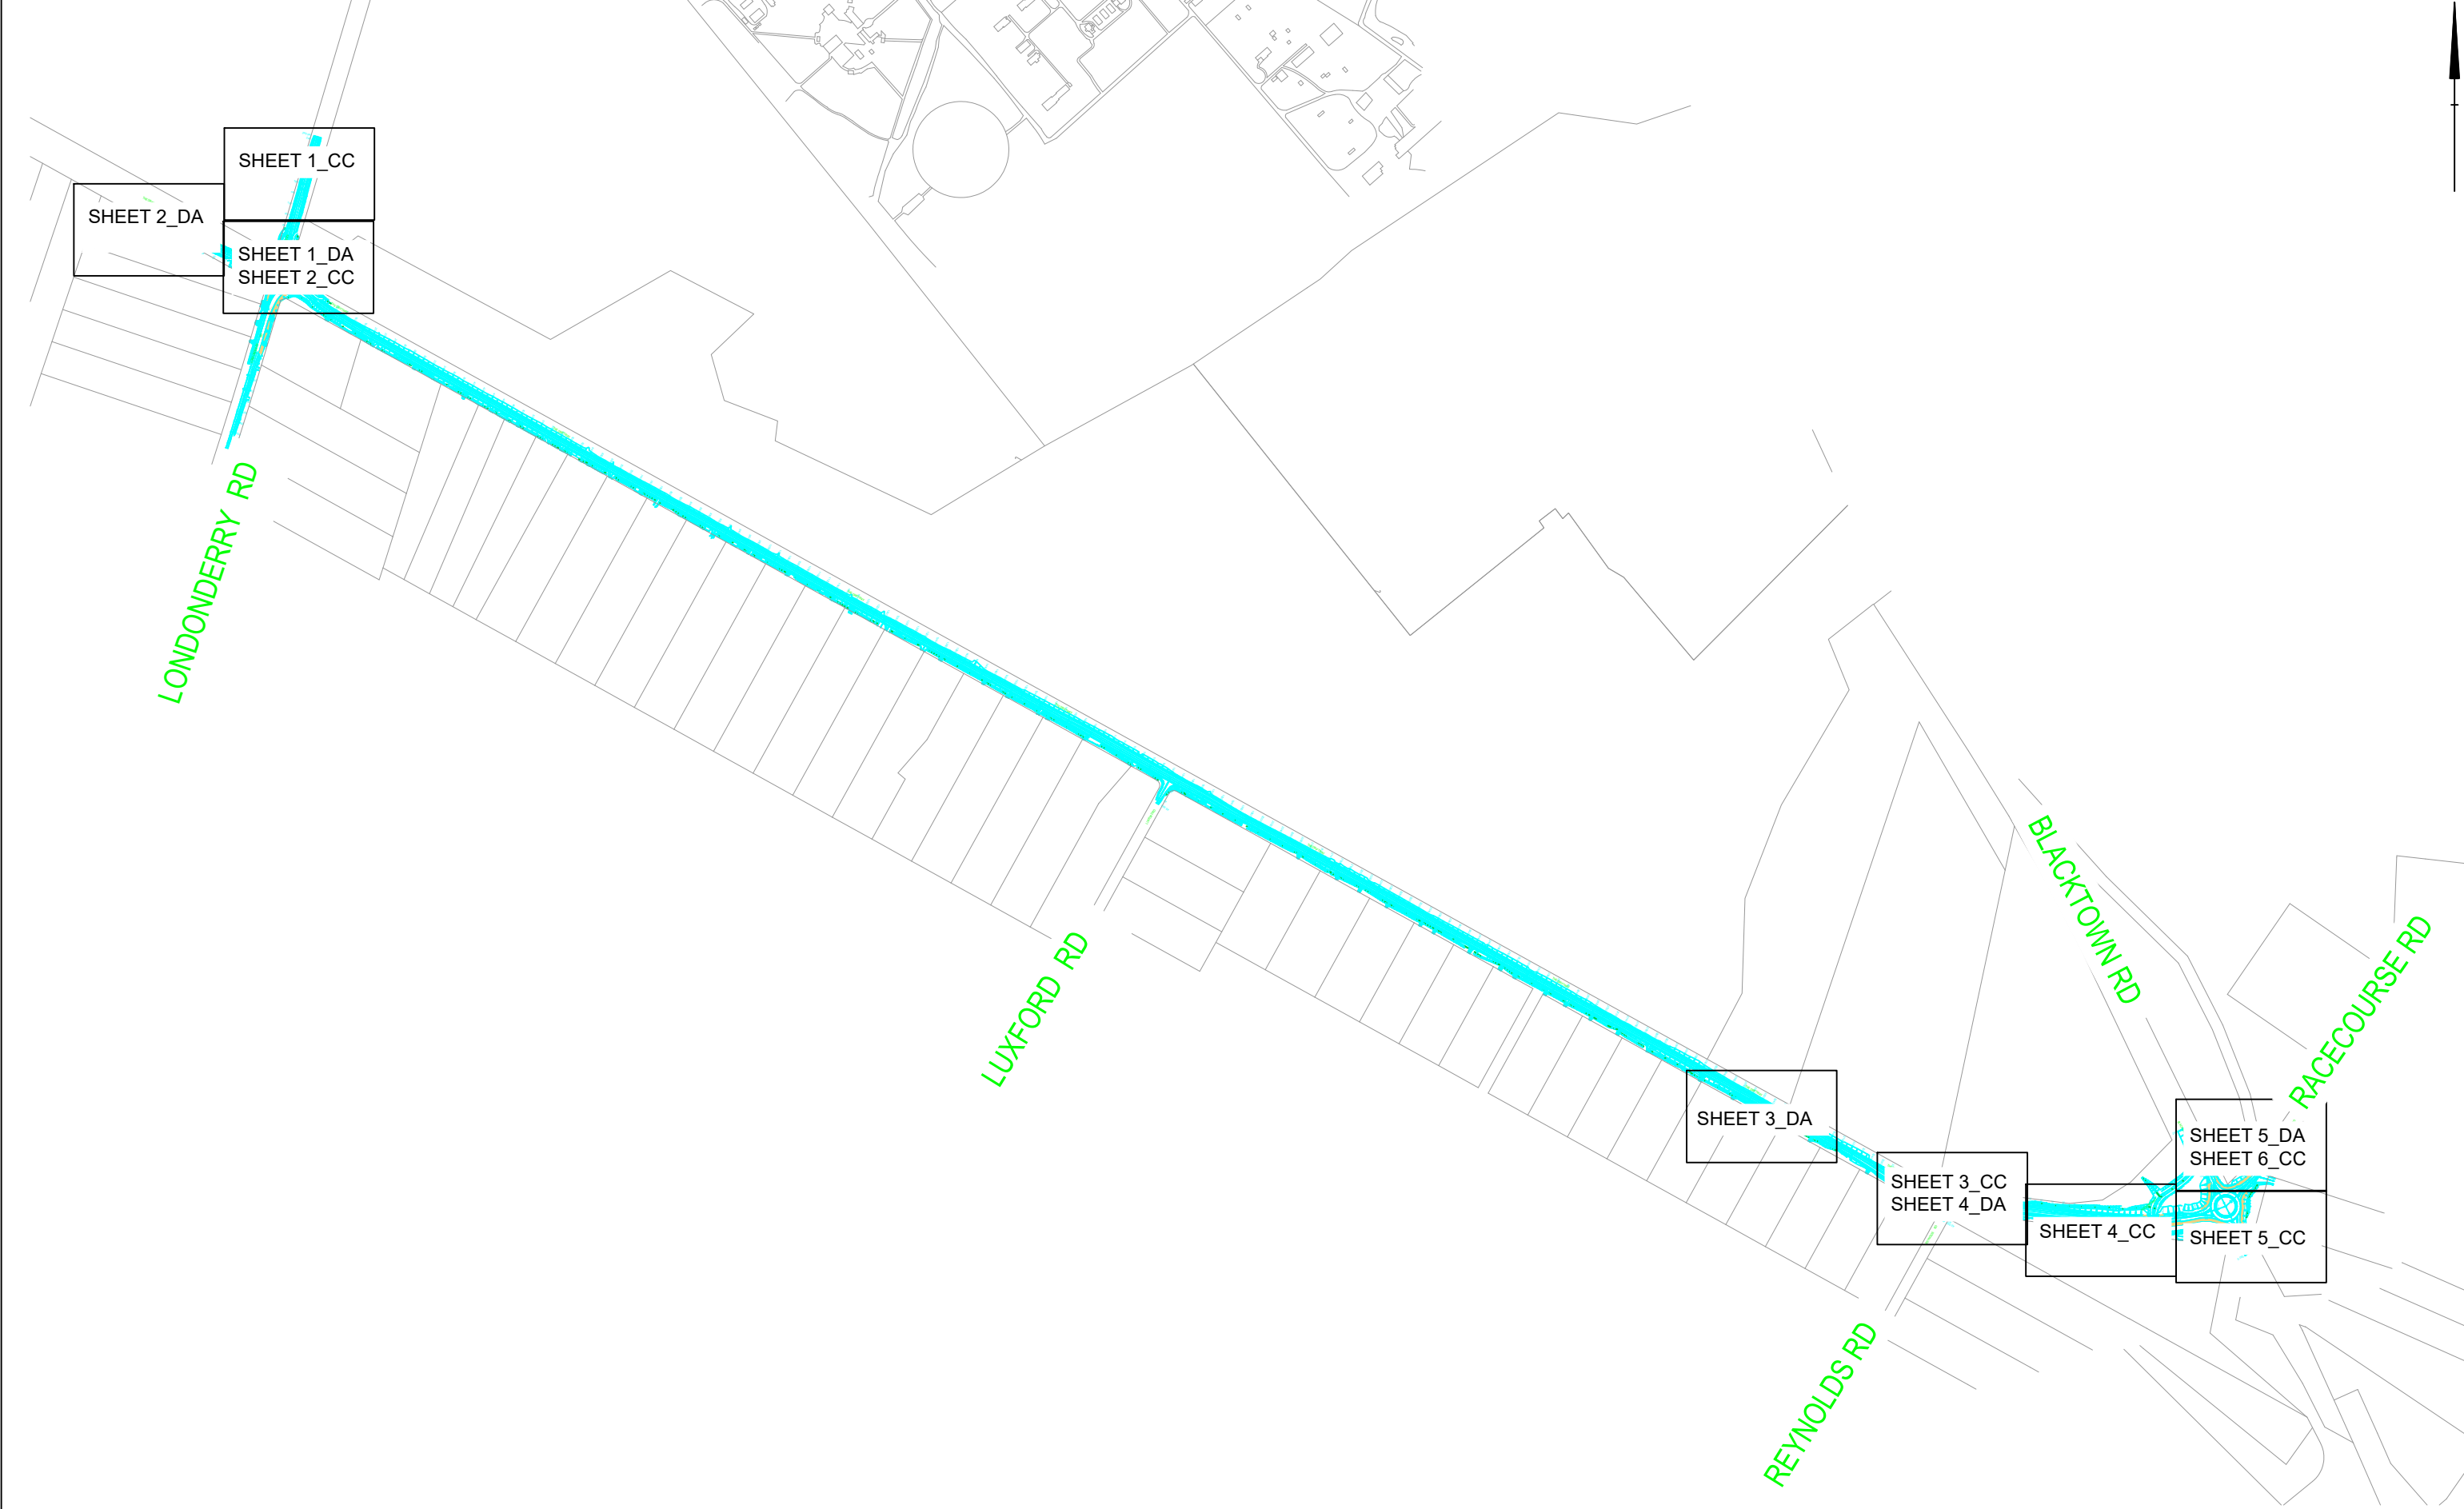 SHEET 1_CC
SHEET 2_DA
SHEET 1_DA
SHEET 2_CC
LONDONDERRY RD
LUXFORD RD
BLACKTOWN RD
RACECOURSE RD
SHEET 3_DA
SHEET 5_DA
SHEET 6_CC
SHEET 3_CC
SHEET 4_DA
SHEET 4_CC
SHEET 5_CC
REYNOLDS RD